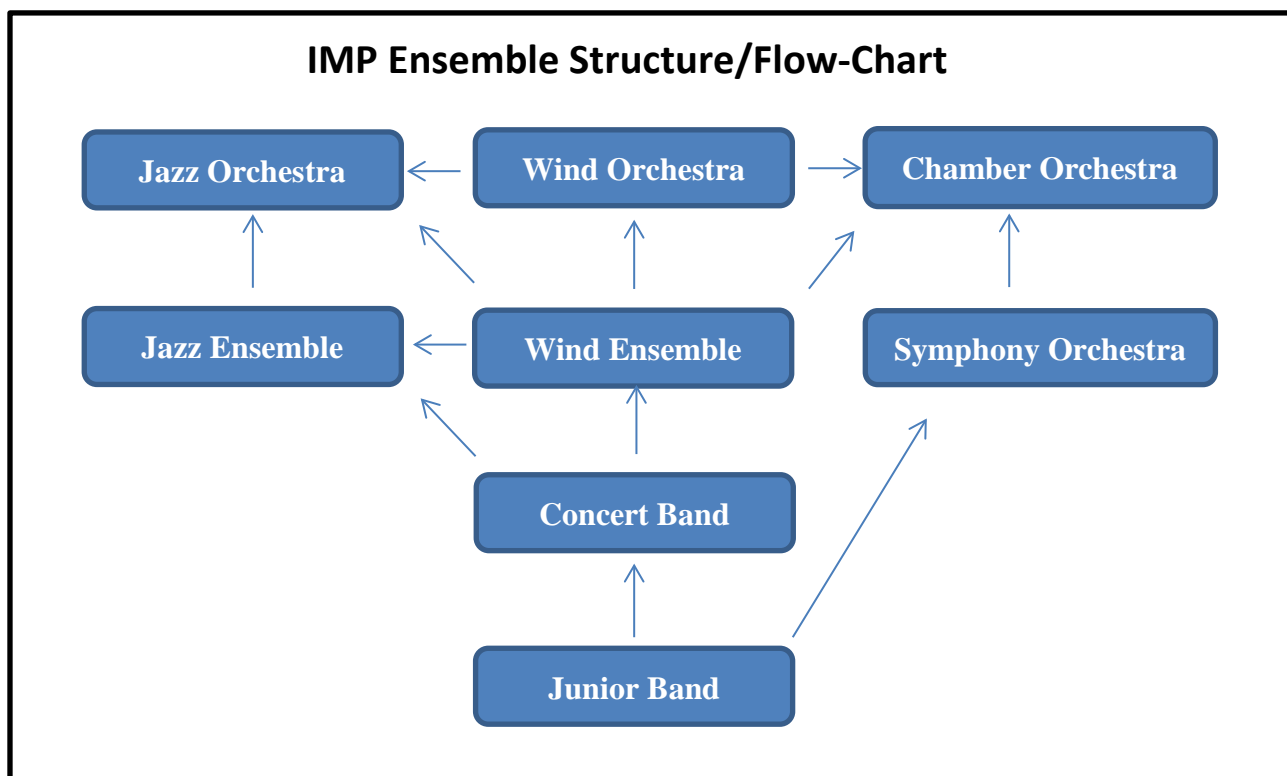 IMP Ensemble Structure/Flow-Chart
Jazz Orchestra
Wind Orchestra
Chamber Orchestra
Jazz Ensemble
Wind Ensemble
Symphony Orchestra
Concert Band
Junior Band